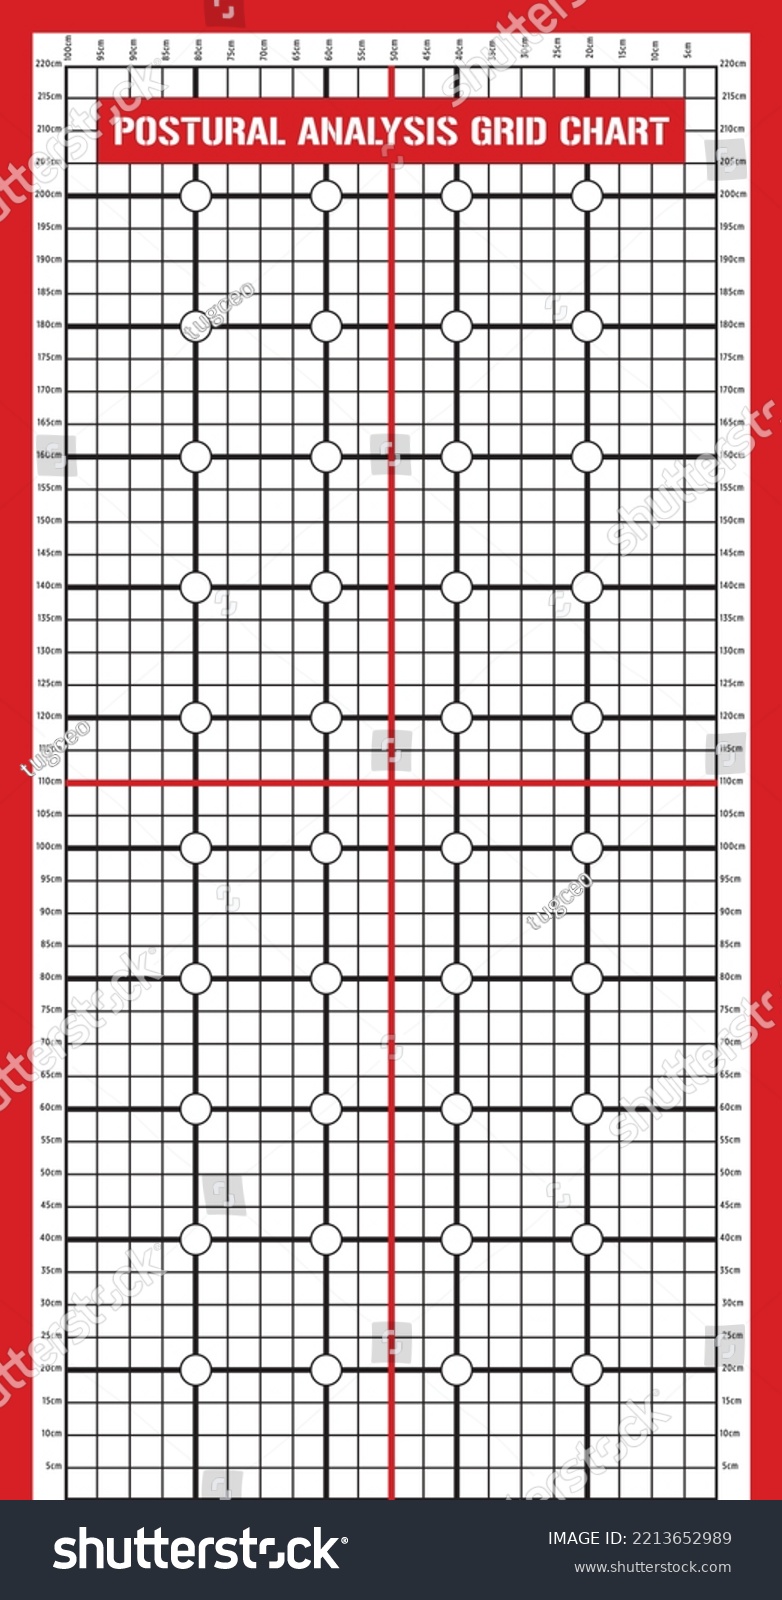 100cm 95cm 90cm 85cm 80cm 75cm 70cm 65cm 60cm 55cm 50cm 45cm 40cm 35cm 30cm 25cm 20cm 15cm 10cm 5cm
220cm 220cm
215cm 215cm
POSTURAL ANALYSIS GRID CHART
210cm 210cm
205cm 205cm
200cm 200cm
195cm 195cm
190cm 190cm
185cm 185cm
tugceo
180cm 180cm
175cm 175cm
170cm 170cm
165cm 165cm
160cm 160cm
155cm 155cm
150cm 150cm
145cm 145cm
140cm 140cm
135cm 135cm
130cm 130cm
125cm 125cm
120cm 120cm
tugceo
115cm 115cm
110cm 110cm
105cm 105cm
100cm 100cm
95cm 95cm
tugceo
90cm 90cm
85cm 85cm
80cm 80cm
75cm 75cm
70cm 70cm
65cm 65cm
60cm 60cm
55cm 55cm
50cm 50cm
45cm 45cm
40cm 40cm
35cm 35cm
30cm 30cm
25cm 25cm
20cm 20cm
15cm 15cm
10cm 10cm
5cm 5cm
shutterstock
IMAGE ID: 2213652989
www.shutterstock.com